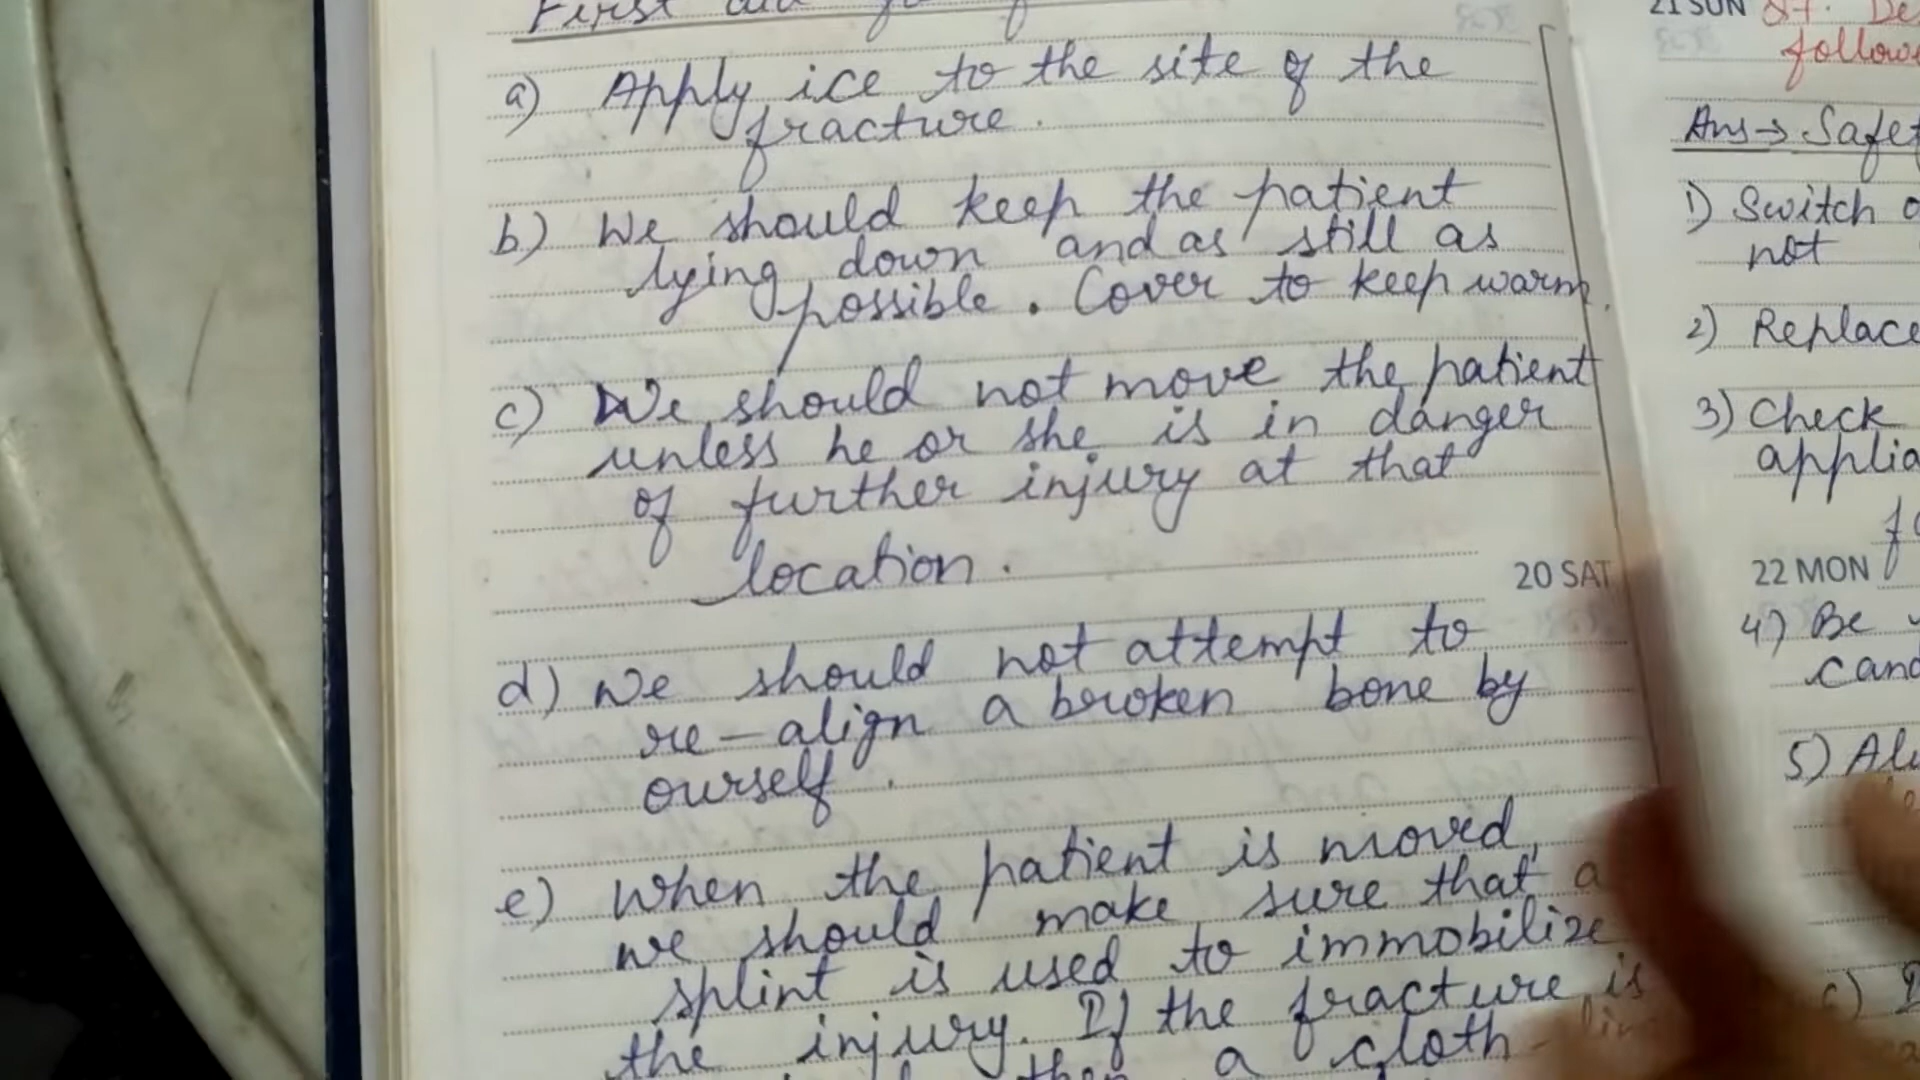 First aid
a) Apply ice to the site of the
fracture.
b) We should keep the patient
lying down and as still as
possible. Cover to keep warm.
c) We should not move the patient
unless he or she is in danger
of further injury at that
location.
20 SAT
d) We should not attempt to
re-align a broken bone by
ourself.
e) When the patient is moved,
we should make sure that a
splint is used to immobilize
the injury. If the fracture is
a cloth
21 SUN
Ans→
1) Switch
not
2) Replace
3) Check
22 MON
4) Be
5)